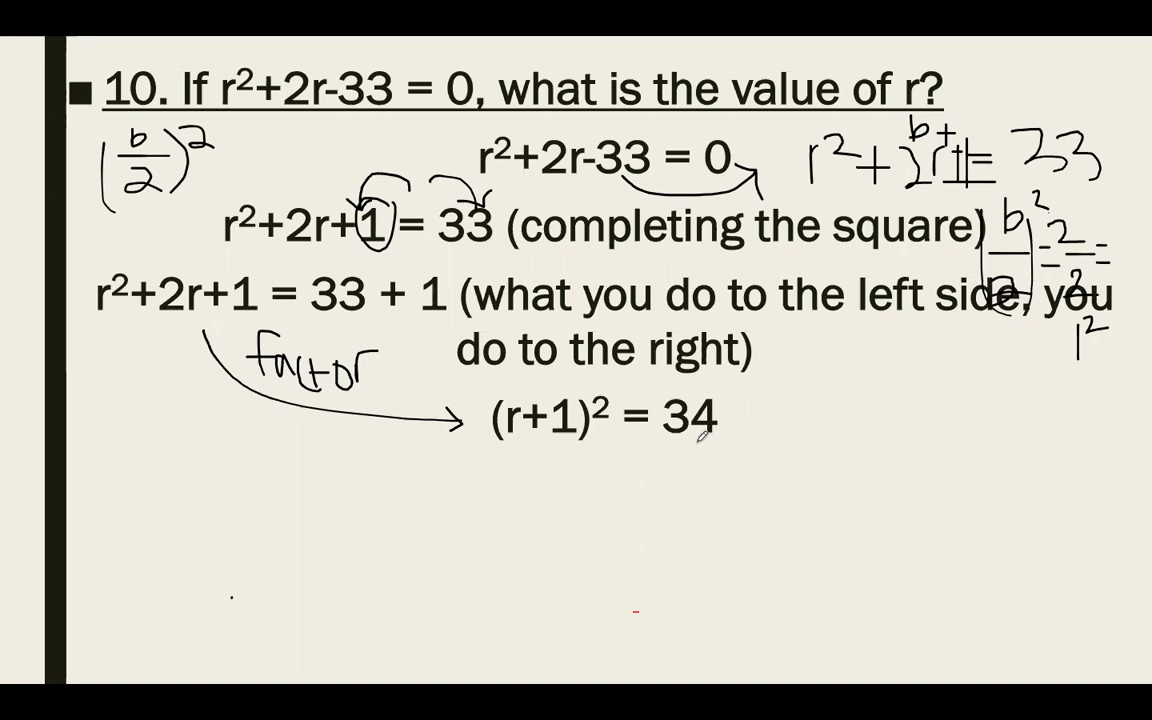 ■ 10. If r²+2r-33 = 0, what is the value of r?
(b/2)²
r²+2r-33 = 0
b
r²+2r+1= 33
r²+2r+1 = 33 (completing the square)
r²+2r+1 = 33 + 1 (what you do to the left side, you
do to the right)
1²
factor
(r+1)² = 34